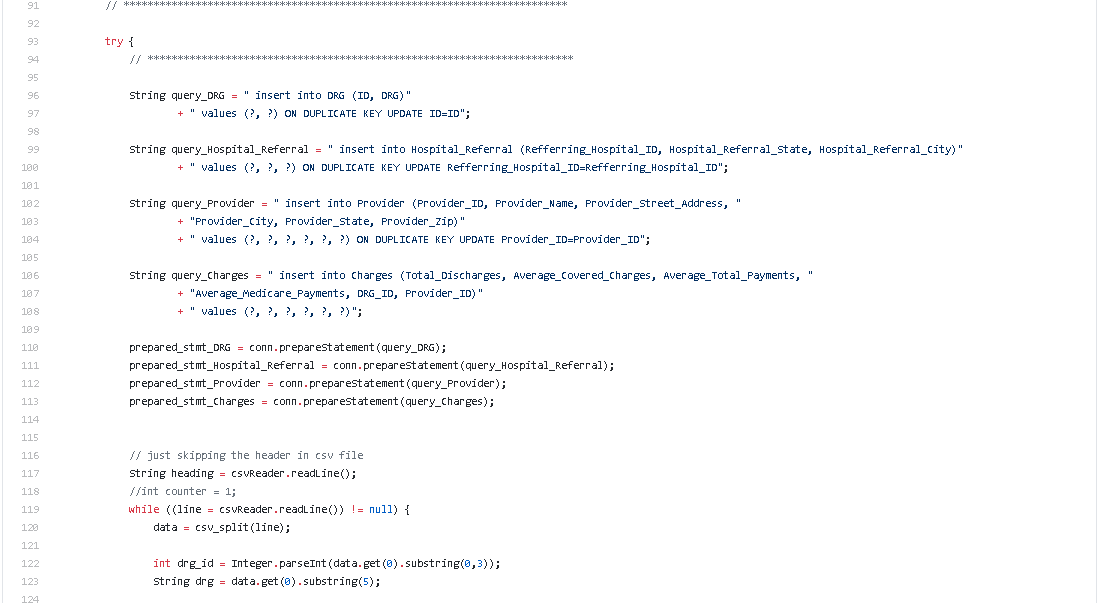 91 // **************************************************************************
92
93 try {
94 // ***********************************************************************
95
96 String query_DRG = " insert into DRG (ID, DRG)"
97 + " values (?, ?) ON DUPLICATE KEY UPDATE ID=ID";
98
99 String query_Hospital_Referral = " insert into Hospital_Referral (Refferring_Hospital_ID, Hospital_Referral_State, Hospital_Referral_City)"
100 + " values (?, ?, ?) ON DUPLICATE KEY UPDATE Refferring_Hospital_ID=Refferring_Hospital_ID";
101
102 String query_Provider = " insert into Provider (Provider_ID, Provider_Name, Provider_Street_Address, "
103 + "Provider_City, Provider_State, Provider_Zip)"
104 + " values (?, ?, ?, ?, ?, ?) ON DUPLICATE KEY UPDATE Provider_ID=Provider_ID";
105
106 String query_Charges = " insert into Charges (Total_Discharges, Average_Covered_Charges, Average_Total_Payments, "
107 + "Average_Medicare_Payments, DRG_ID, Provider_ID)"
108 + " values (?, ?, ?, ?, ?, ?)";
109
110 prepared_stmt_DRG = conn.prepareStatement(query_DRG);
111 prepared_stmt_Hospital_Referral = conn.prepareStatement(query_Hospital_Referral);
112 prepared_stmt_Provider = conn.prepareStatement(query_Provider);
113 prepared_stmt_Charges = conn.prepareStatement(query_Charges);
114
115
116 // just skipping the header in csv file
117 String heading = csvReader.readLine();
118 //int counter = 1;
119 while ((line = csvReader.readLine()) != null) {
120 data = csv_split(line);
121
122 int drg_id = Integer.parseInt(data.get(0).substring(0,3));
123 String drg = data.get(0).substring(5);
124